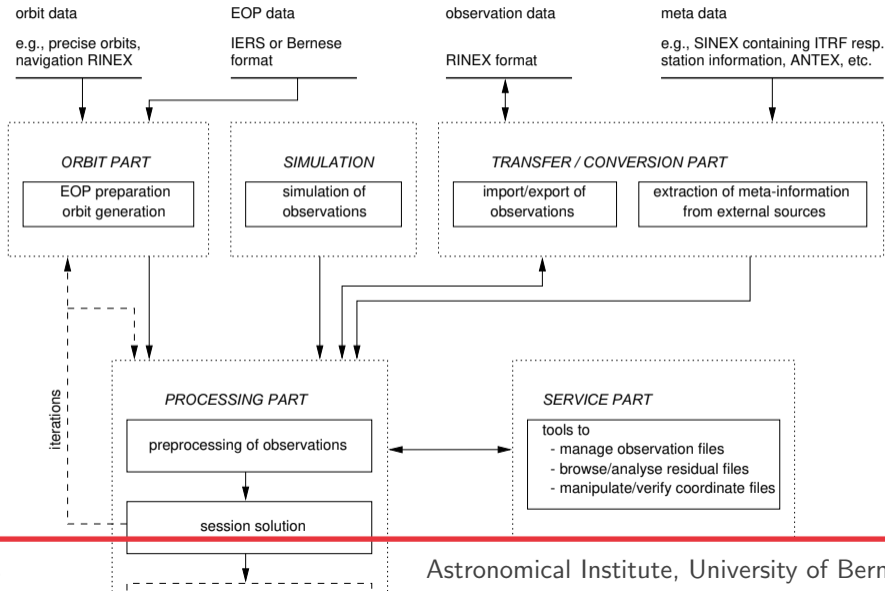 orbit data
e.g., precise orbits,
navigation RINEX
EOP data
IERS or Bernese
format
observation data
RINEX format
meta data
e.g., SINEX containing ITRF resp.
station information, ANTEX, etc.
ORBIT PART
EOP preparation
orbit generation
SIMULATION
simulation of
observations
TRANSFER / CONVERSION PART
import/export of
observations
extraction of meta-information
from external sources
iterations
PROCESSING PART
preprocessing of observations
session solution
SERVICE PART
tools to
- manage observation files
- browse/analyse residual files
- manipulate/verify coordinate files
Astronomical Institute, University of Bern